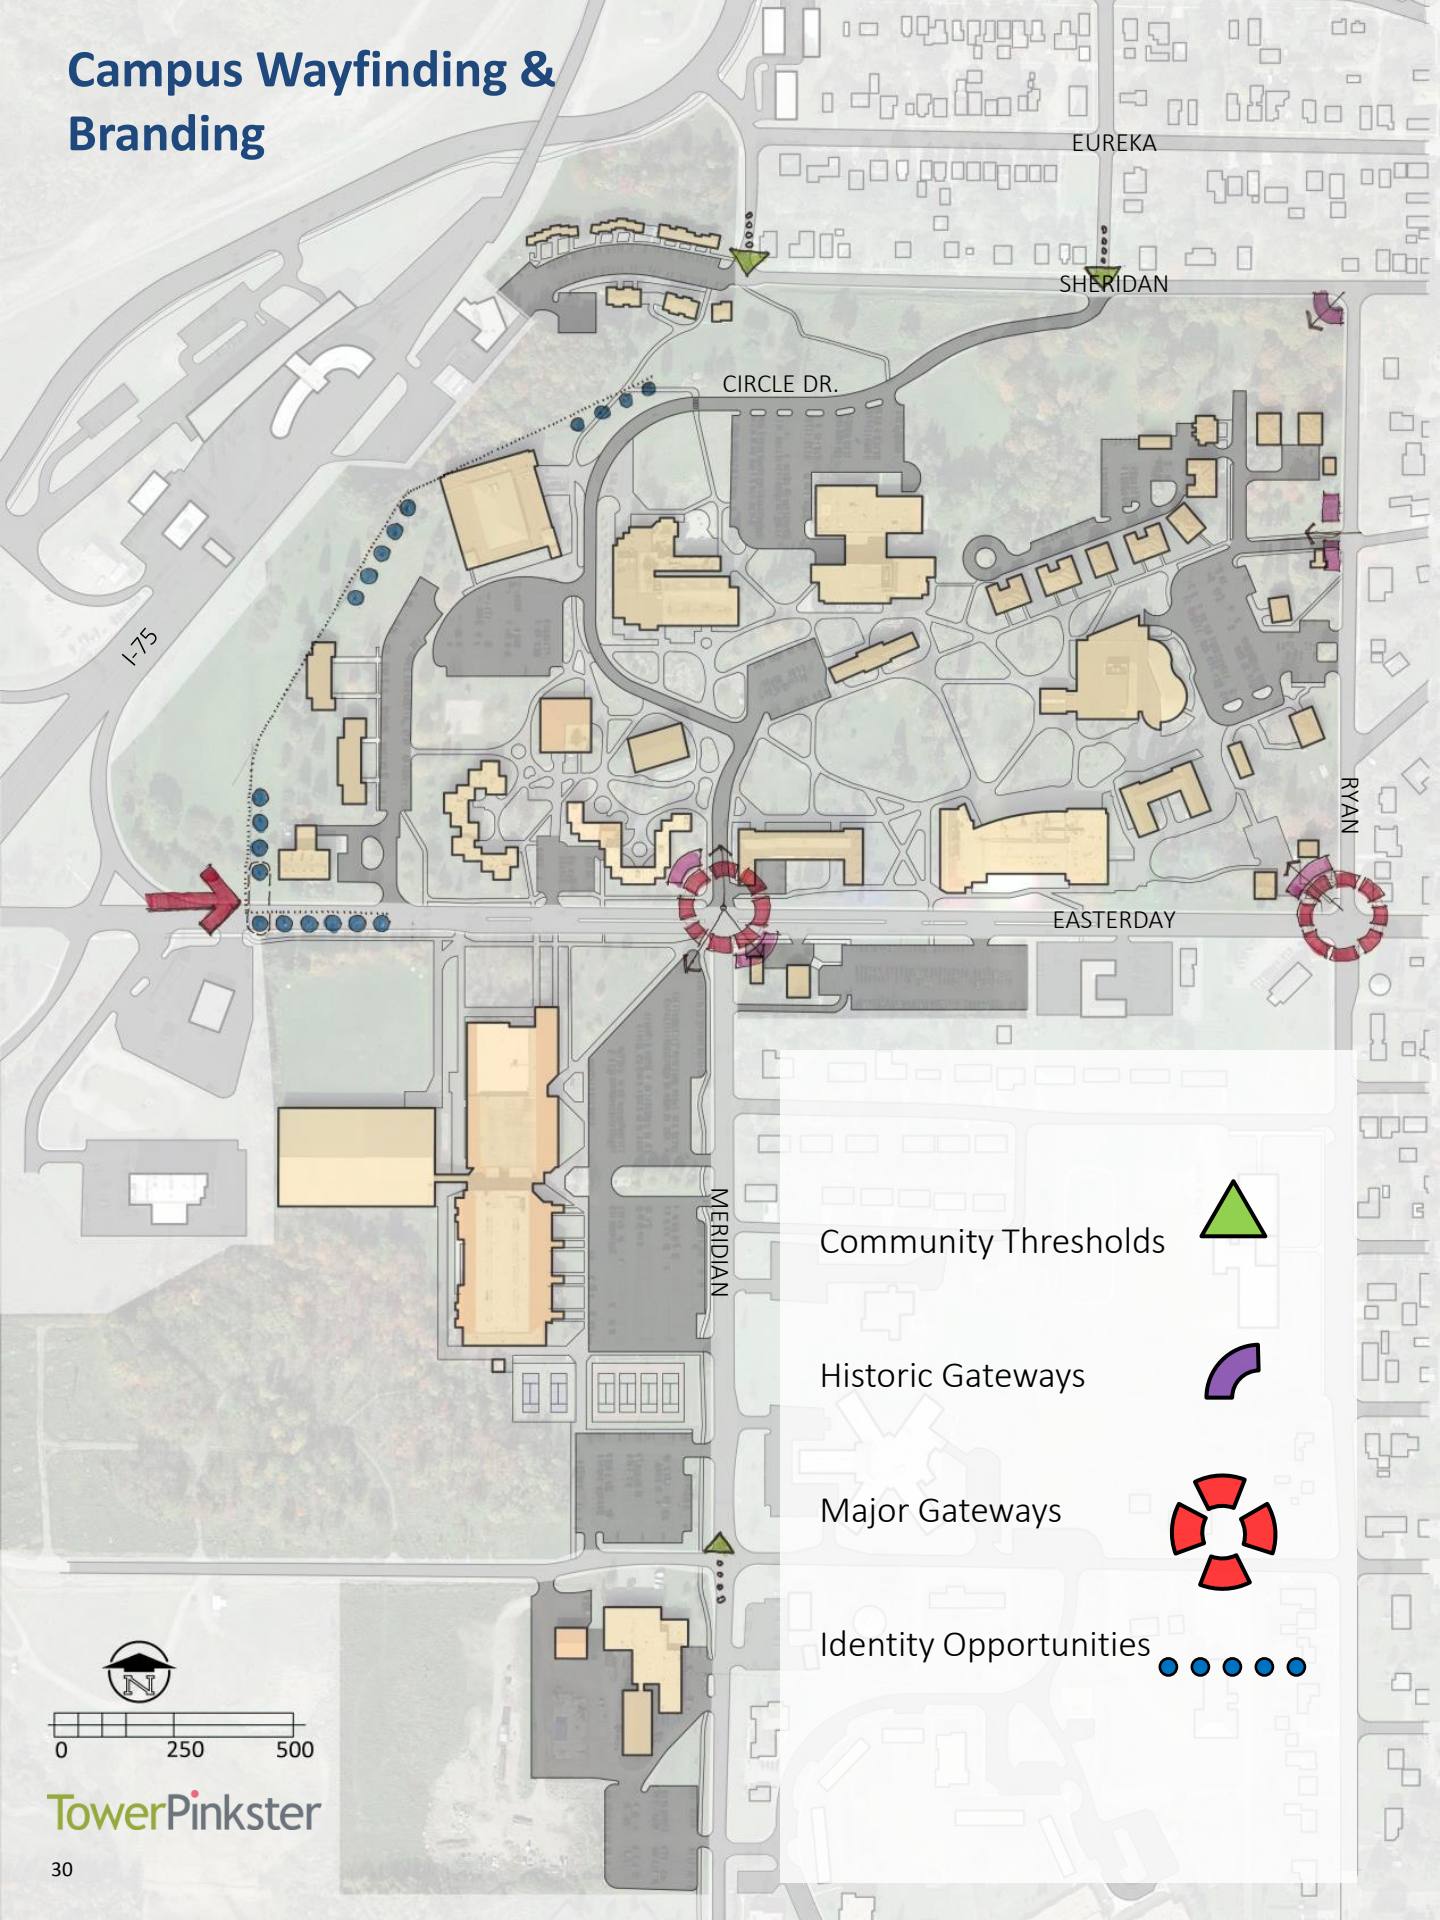 Campus Wayfinding &
Branding
EUREKA
SHERIDAN
CIRCLE DR.
I-75
RYAN
EASTERDAY
MERIDIAN
Community Thresholds
Historic Gateways
Major Gateways
Identity Opportunities
N
0 250 500
TowerPinkster
30